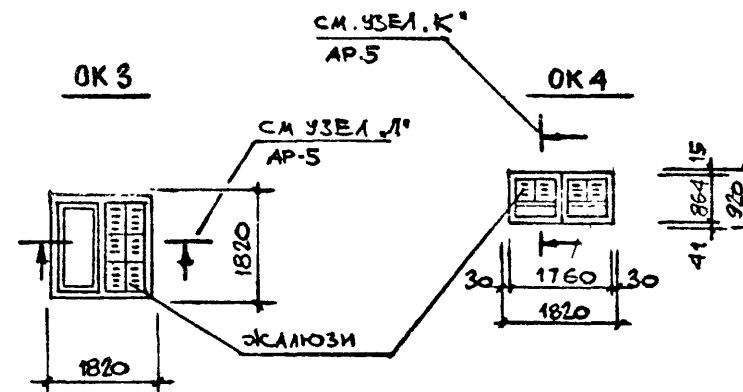 СМ. УЗЕЛ „К"
АР-5
ОК 3
ОК 4
СМ УЗЕЛ „Л"
АР-5
1820
15
864
920
41
30
1760
30
1820
ЖАЛЮЗИ
1820